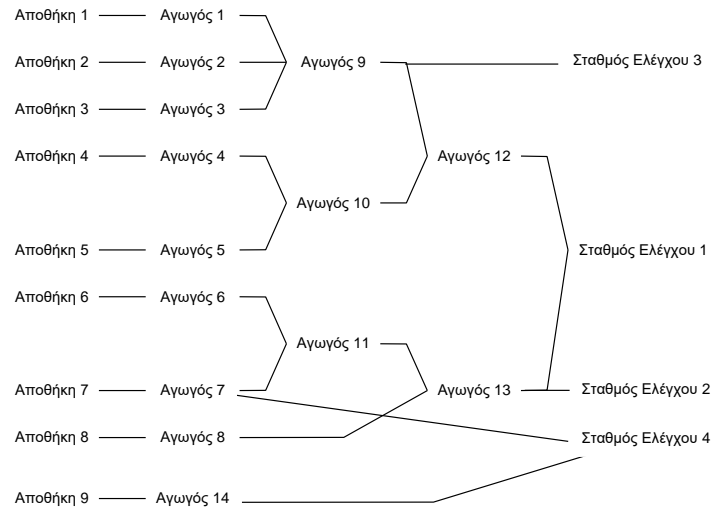 Αποθήκη 1 Αγωγός 1
Αποθήκη 2 Αγωγός 2 Αγωγός 9 Σταθμός Ελέγχου 3
Αποθήκη 3 Αγωγός 3
Αποθήκη 4 Αγωγός 4 Αγωγός 12
Αγωγός 10
Αποθήκη 5 Αγωγός 5 Σταθμός Ελέγχου 1
Αποθήκη 6 Αγωγός 6
Αγωγός 11
Αποθήκη 7 Αγωγός 7 Αγωγός 13 Σταθμός Ελέγχου 2
Αποθήκη 8 Αγωγός 8 Σταθμός Ελέγχου 4
Αποθήκη 9 Αγωγός 14